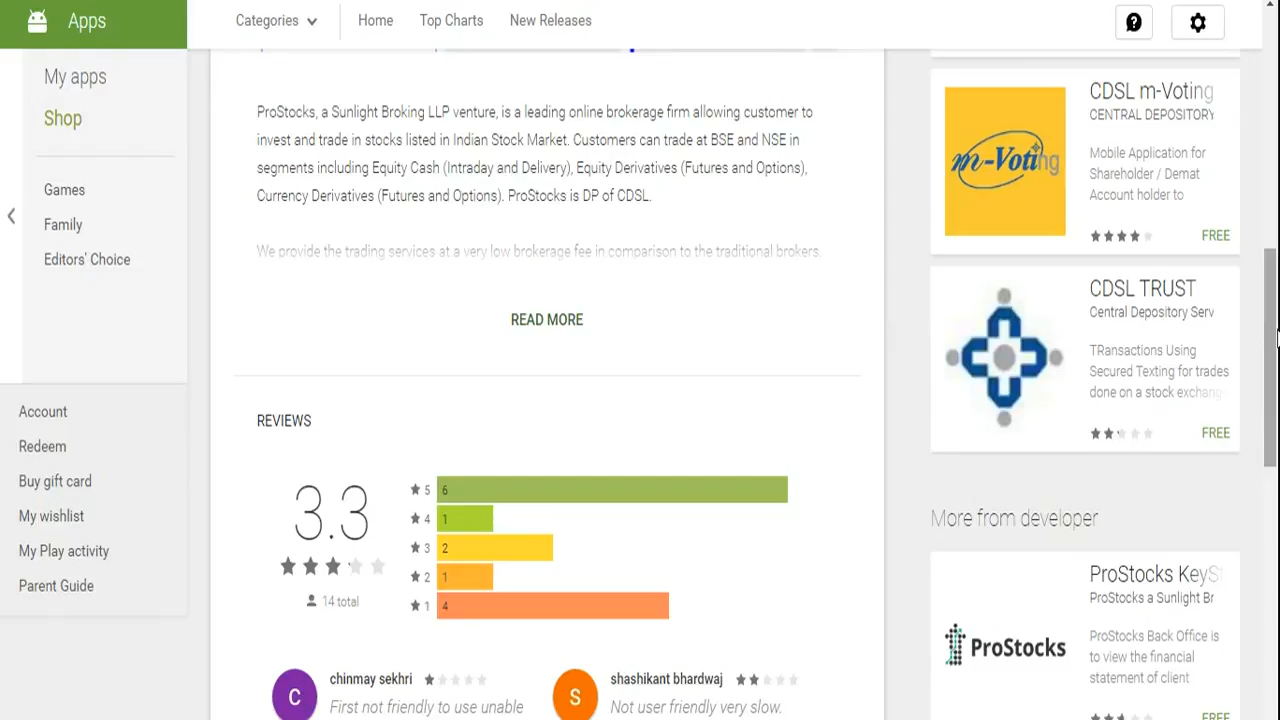 Apps
Categories
Home
Top Charts
New Releases
My apps
Shop
Games
Family
Editors' Choice
Account
Redeem
Buy gift card
My wishlist
My Play activity
Parent Guide
ProStocks, a Sunlight Broking LLP venture, is a leading online brokerage firm allowing customer to
invest and trade in stocks listed in Indian Stock Market. Customers can trade at BSE and NSE in
segments including Equity Cash (Intraday and Delivery), Equity Derivatives (Futures and Options),
Currency Derivatives (Futures and Options). ProStocks is DP of CDSL.
We provide the trading services at a very low brokerage fee in comparison to the traditional brokers.
READ MORE
REVIEWS
3.3
14 total
5 6
4 1
3 2
2 1
1 4
C
chinmay sekhri
First not friendly to use unable
S
shashikant bhardwaj
Not user friendly very slow.
m-Voting
CDSL m-Voting
CENTRAL DEPOSITORY
Mobile Application for
Shareholder / Demat
Account holder to
FREE
CDSL TRUST
Central Depository Serv
TRansactions Using
Secured Texting for trades
done on a stock exchang
FREE
More from developer
ProStocks
ProStocks KeyS
ProStocks a Sunlight Br
ProStocks Back Office is
to view the financial
statement of client
FREE